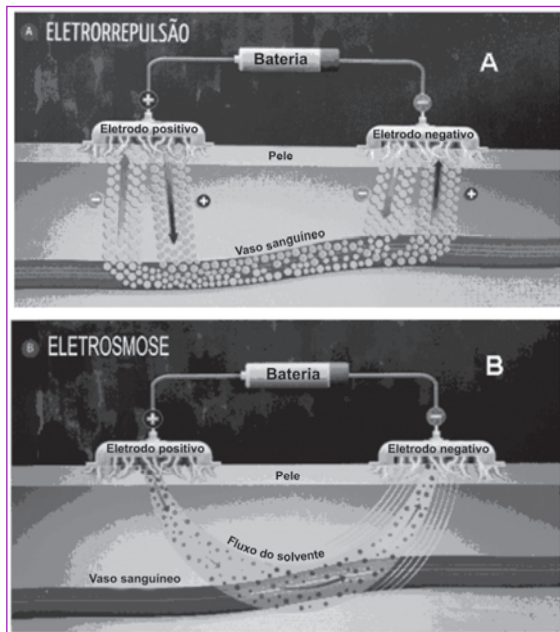 A ELETRORREPULSÃO
A
Bateria
+
−
Eletrodo positivo
Eletrodo negativo
Pele
−
+
+
Vaso sanguíneo
B ELETROSMOSE
B
Bateria
+
−
Eletrodo positivo
Eletrodo negativo
Pele
Fluxo do solvente
Vaso sanguíneo